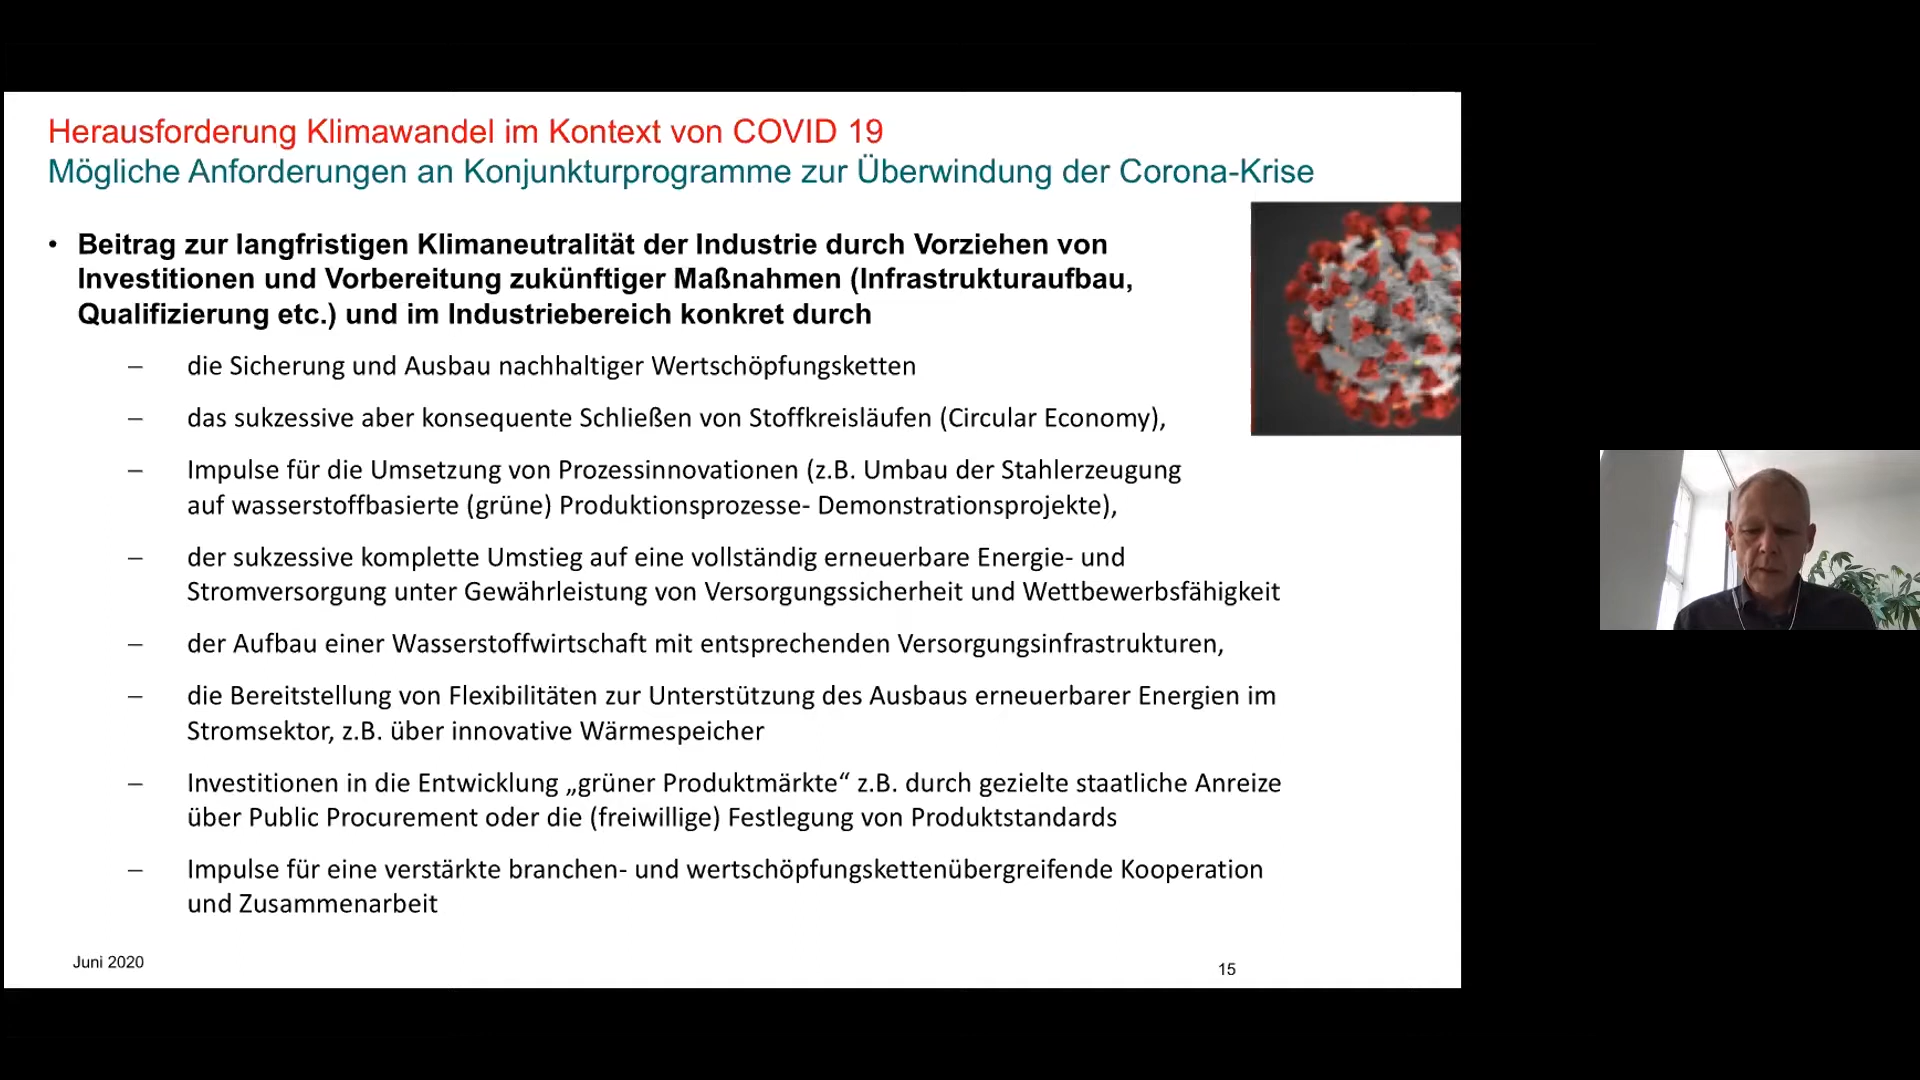 Herausforderung Klimawandel im Kontext von COVID 19
Mögliche Anforderungen an Konjunkturprogramme zur Überwindung der Corona-Krise
• Beitrag zur langfristigen Klimaneutralität der Industrie durch Vorziehen von
Investitionen und Vorbereitung zukünftiger Maßnahmen (Infrastrukturaufbau,
Qualifizierung etc.) und im Industriebereich konkret durch
– die Sicherung und Ausbau nachhaltiger Wertschöpfungsketten
– das sukzessive aber konsequente Schließen von Stoffkreisläufen (Circular Economy),
– Impulse für die Umsetzung von Prozessinnovationen (z.B. Umbau der Stahlerzeugung
auf wasserstoffbasierte (grüne) Produktionsprozesse- Demonstrationsprojekte),
– der sukzessive komplette Umstieg auf eine vollständig erneuerbare Energie- und
Stromversorgung unter Gewährleistung von Versorgungssicherheit und Wettbewerbsfähigkeit
– der Aufbau einer Wasserstoffwirtschaft mit entsprechenden Versorgungsinfrastrukturen,
– die Bereitstellung von Flexibilitäten zur Unterstützung des Ausbaus erneuerbarer Energien im
Stromsektor, z.B. über innovative Wärmespeicher
– Investitionen in die Entwicklung „grüner Produktmärkte“ z.B. durch gezielte staatliche Anreize
über Public Procurement oder die (freiwillige) Festlegung von Produktstandards
– Impulse für eine verstärkte branchen- und wertschöpfungskettenübergreifende Kooperation
und Zusammenarbeit
Juni 2020
15